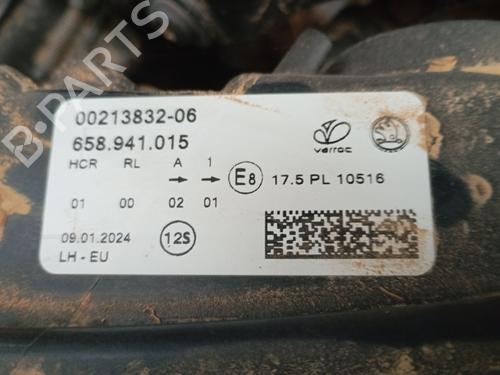 00213832-06
658.941.015
HCR RL A 1
→ → E8 17.5 PL 10516
01 00 02 01
09.01.2024 12S
LH - EU
varroc
B-PARTS